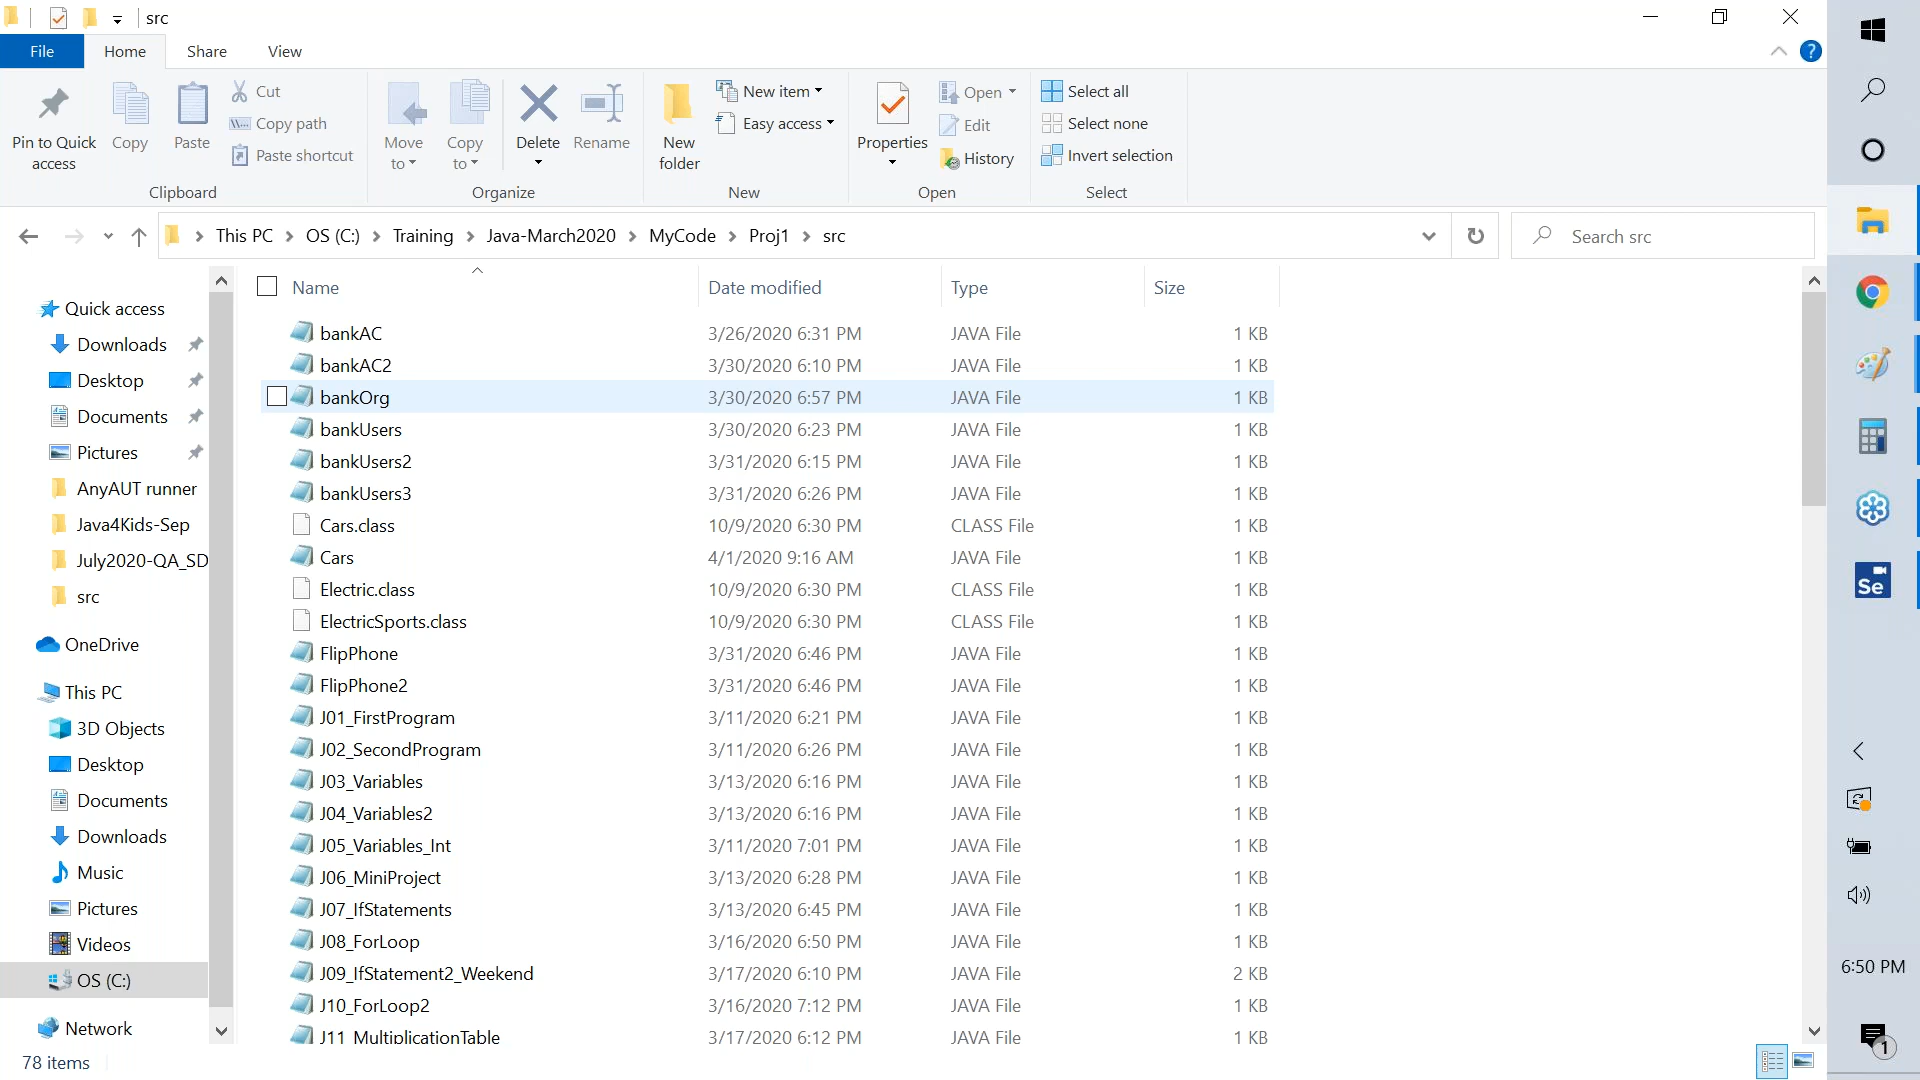 src
File Home Share View
?
Pin to Quick access
Copy
Paste
Cut
Copy path
Paste shortcut
Clipboard
Move to
Copy to
Delete
Rename
Organize
New folder
New item
Easy access
New
Properties
Open
Edit
History
Open
Select all
Select none
Invert selection
Select
This PC OS (C:) Training Java-March2020 MyCode Proj1 src
Search src
Quick access
Downloads
Desktop
Documents
Pictures
AnyAUT runner
Java4Kids-Sep
July2020-QA_SD
src
OneDrive
This PC
3D Objects
Desktop
Documents
Downloads
Music
Pictures
Videos
OS (C:)
Network
Name Date modified Type Size
bankAC 3/26/2020 6:31 PM JAVA File 1 KB
bankAC2 3/30/2020 6:10 PM JAVA File 1 KB
bankOrg 3/30/2020 6:57 PM JAVA File 1 KB
bankUsers 3/30/2020 6:23 PM JAVA File 1 KB
bankUsers2 3/31/2020 6:15 PM JAVA File 1 KB
bankUsers3 3/31/2020 6:26 PM JAVA File 1 KB
Cars.class 10/9/2020 6:30 PM CLASS File 1 KB
Cars 4/1/2020 9:16 AM JAVA File 1 KB
Electric.class 10/9/2020 6:30 PM CLASS File 1 KB
ElectricSports.class 10/9/2020 6:30 PM CLASS File 1 KB
FlipPhone 3/31/2020 6:46 PM JAVA File 1 KB
FlipPhone2 3/31/2020 6:46 PM JAVA File 1 KB
J01_FirstProgram 3/11/2020 6:21 PM JAVA File 1 KB
J02_SecondProgram 3/11/2020 6:26 PM JAVA File 1 KB
J03_Variables 3/13/2020 6:16 PM JAVA File 1 KB
J04_Variables2 3/13/2020 6:16 PM JAVA File 1 KB
J05_Variables_Int 3/11/2020 7:01 PM JAVA File 1 KB
J06_MiniProject 3/13/2020 6:28 PM JAVA File 1 KB
J07_IfStatements 3/13/2020 6:45 PM JAVA File 1 KB
J08_ForLoop 3/16/2020 6:50 PM JAVA File 1 KB
J09_IfStatement2_Weekend 3/17/2020 6:10 PM JAVA File 2 KB
J10_ForLoop2 3/16/2020 7:12 PM JAVA File 1 KB
J11_MultiplicationTable 3/17/2020 6:12 PM JAVA File 1 KB
78 items
Se
6:50 PM
1